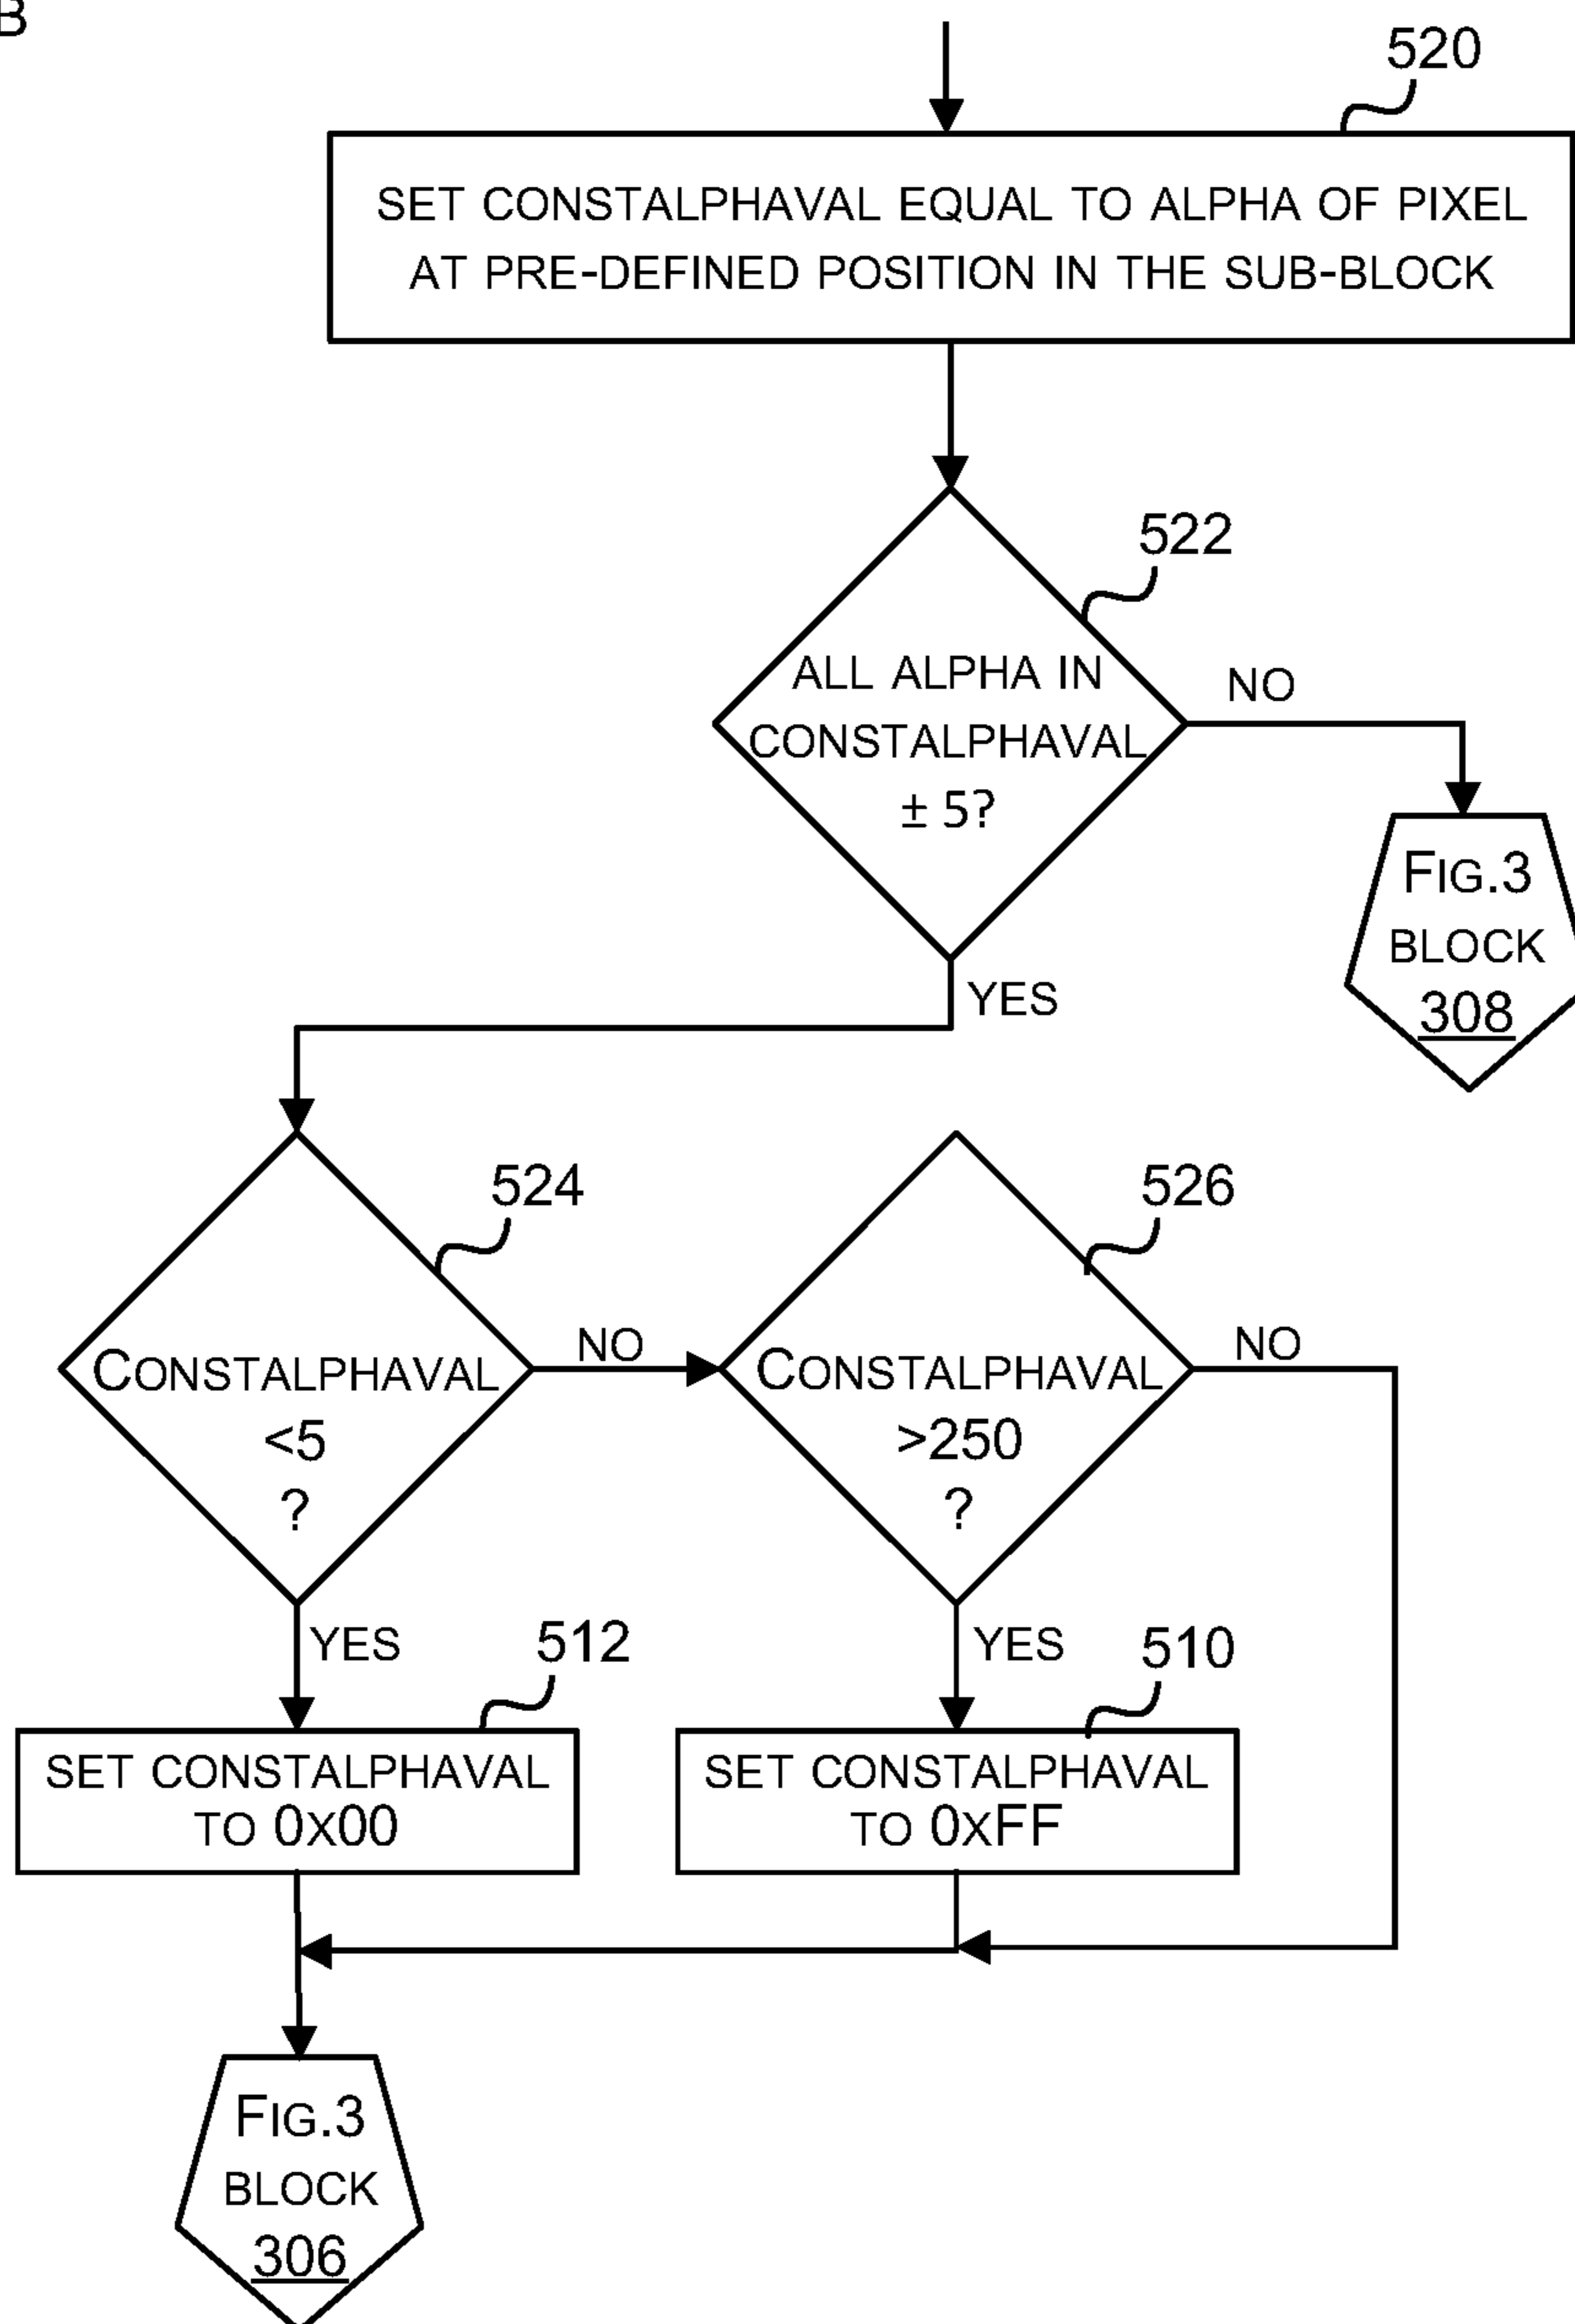 B
520
SET CONSTALPHAVAL EQUAL TO ALPHA OF PIXEL
AT PRE-DEFINED POSITION IN THE SUB-BLOCK
522
ALL ALPHA IN
CONSTALPHAVAL
± 5?
NO
FIG.3
BLOCK
308
YES
524
CONSTALPHAVAL
<5
?
NO
526
CONSTALPHAVAL
>250
?
NO
YES
512
SET CONSTALPHAVAL
TO 0X00
YES
510
SET CONSTALPHAVAL
TO 0XFF
FIG.3
BLOCK
306